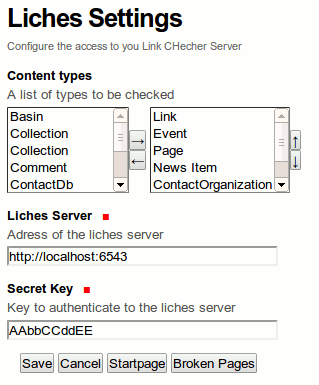 Liches Settings
Configure the access to you Link CHecher Server
Content types
A list of types to be checked
Basin
Collection
Collection
Comment
ContactDb
→
←
Link
Event
Page
News Item
ContactOrganization
↑
↓
Liches Server
Adress of the liches server
http://localhost:6543
Secret Key
Key to authenticate to the liches server
AAbbCCddEE
Save Cancel Startpage Broken Pages